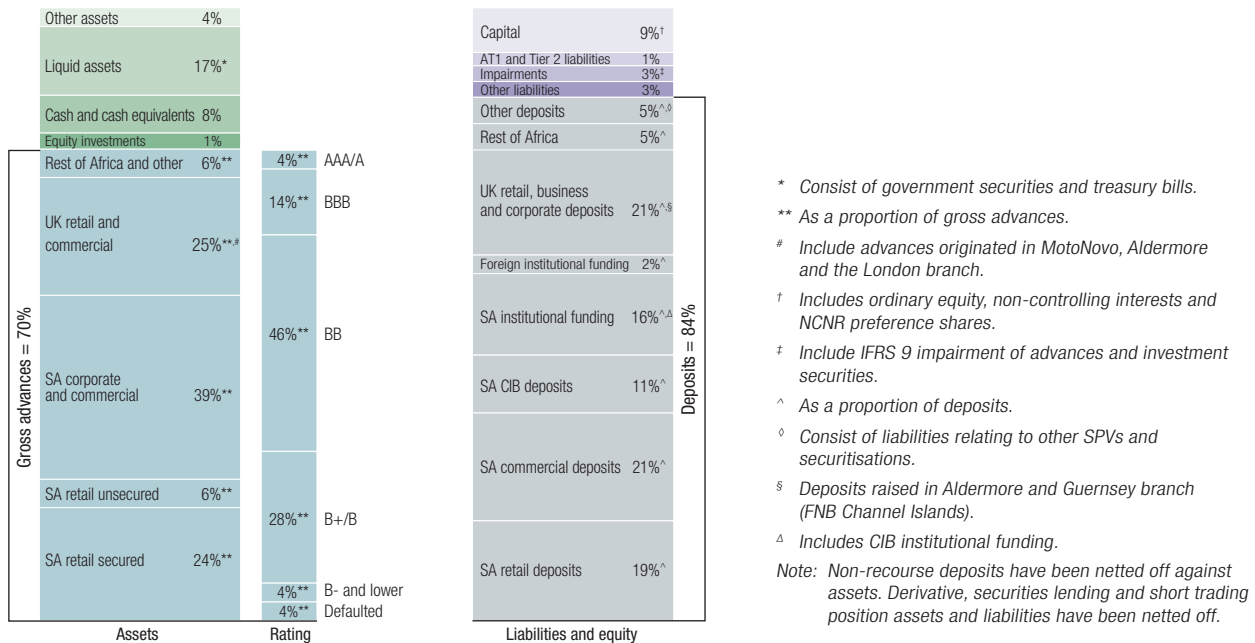 Other assets 4%
Liquid assets 17%*
Cash and cash equivalents 8%
Equity investments 1%
Rest of Africa and other 6%**
UK retail and
commercial 25%**,#
SA corporate
and commercial 39%**
SA retail unsecured 6%**
SA retail secured 24%**
Gross advances = 70%
Assets
4%** AAA/A
14%** BBB
46%** BB
28%** B+/B
4%** B- and lower
4%** Defaulted
Rating
Capital 9%†
AT1 and Tier 2 liabilities 1%
Impairments 3%‡
Other liabilities 3%
Other deposits 5%^,◊
Rest of Africa 5%^
UK retail, business
and corporate deposits 21%^,§
Foreign institutional funding 2%^
SA institutional funding 16%^,Δ
SA CIB deposits 11%^
SA commercial deposits 21%^
SA retail deposits 19%^
Deposits = 84%
Liabilities and equity
* Consist of government securities and treasury bills.
** As a proportion of gross advances.
# Include advances originated in MotoNovo, Aldermore
and the London branch.
† Includes ordinary equity, non-controlling interests and
NCNR preference shares.
‡ Include IFRS 9 impairment of advances and investment
securities.
^ As a proportion of deposits.
◊ Consist of liabilities relating to other SPVs and
securitisations.
§ Deposits raised in Aldermore and Guernsey branch
(FNB Channel Islands).
Δ Includes CIB institutional funding.
Note: Non-recourse deposits have been netted off against
assets. Derivative, securities lending and short trading
position assets and liabilities have been netted off.